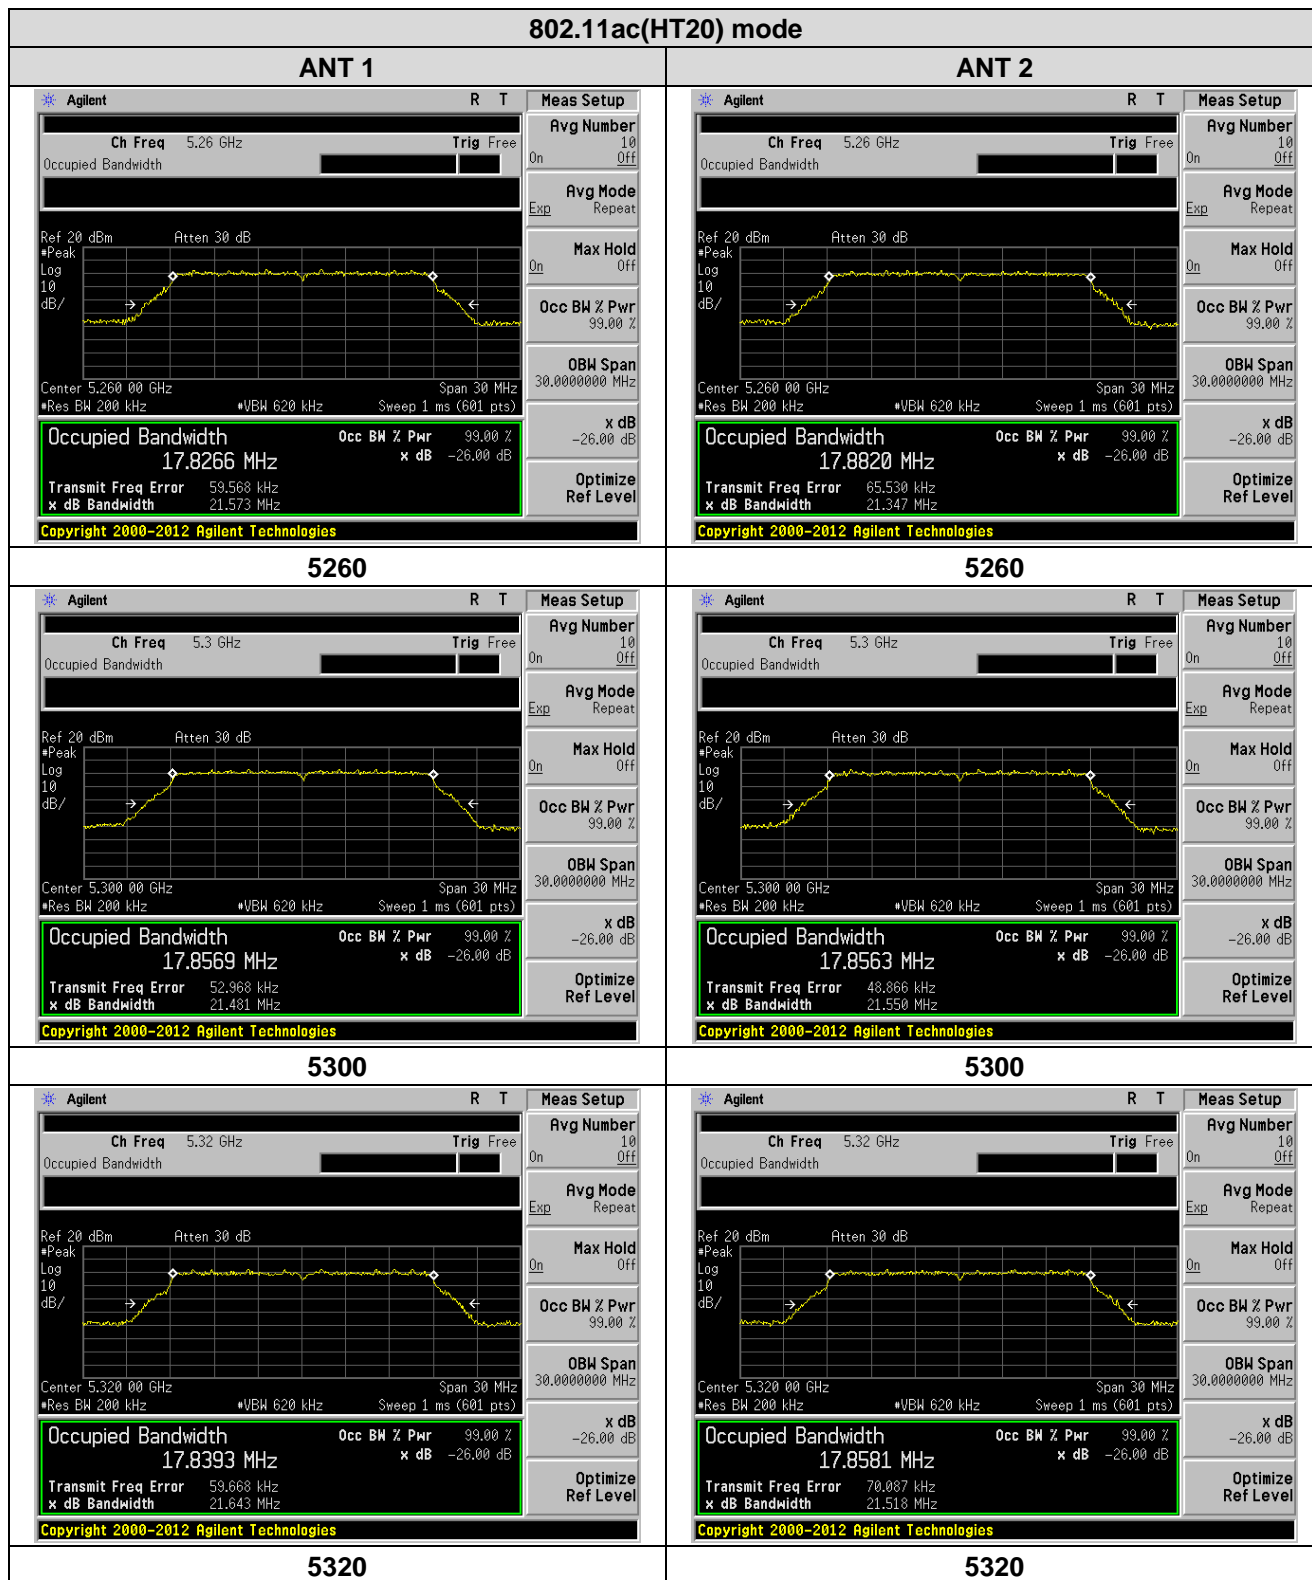 802.11ac(HT20) mode
ANT 1
ANT 2
Agilent R T Meas Setup
Ch Freq 5.26 GHz Trig Free
Occupied Bandwidth
Avg Number
10
On Off
Avg Mode
Exp Repeat
Ref 20 dBm Atten 30 dB
#Peak
Log
10
dB/
Max Hold
On Off
Occ BW % Pwr
99.00 %
OBW Span
30.0000000 MHz
Center 5.260 00 GHz Span 30 MHz
#Res BW 200 kHz #VBW 620 kHz Sweep 1 ms (601 pts)
Occupied Bandwidth Occ BW % Pwr 99.00 %
17.8266 MHz x dB -26.00 dB
Transmit Freq Error 59.568 kHz
x dB Bandwidth 21.573 MHz
x dB
-26.00 dB
Optimize
Ref Level
Copyright 2000-2012 Agilent Technologies
Agilent R T Meas Setup
Ch Freq 5.26 GHz Trig Free
Occupied Bandwidth
Avg Number
10
On Off
Avg Mode
Exp Repeat
Ref 20 dBm Atten 30 dB
#Peak
Log
10
dB/
Max Hold
On Off
Occ BW % Pwr
99.00 %
OBW Span
30.0000000 MHz
Center 5.260 00 GHz Span 30 MHz
#Res BW 200 kHz #VBW 620 kHz Sweep 1 ms (601 pts)
Occupied Bandwidth Occ BW % Pwr 99.00 %
17.8820 MHz x dB -26.00 dB
Transmit Freq Error 65.530 kHz
x dB Bandwidth 21.347 MHz
x dB
-26.00 dB
Optimize
Ref Level
Copyright 2000-2012 Agilent Technologies
5260
5260
Agilent R T Meas Setup
Ch Freq 5.3 GHz Trig Free
Occupied Bandwidth
Avg Number
10
On Off
Avg Mode
Exp Repeat
Ref 20 dBm Atten 30 dB
#Peak
Log
10
dB/
Max Hold
On Off
Occ BW % Pwr
99.00 %
OBW Span
30.0000000 MHz
Center 5.300 00 GHz Span 30 MHz
#Res BW 200 kHz #VBW 620 kHz Sweep 1 ms (601 pts)
Occupied Bandwidth Occ BW % Pwr 99.00 %
17.8569 MHz x dB -26.00 dB
Transmit Freq Error 52.968 kHz
x dB Bandwidth 21.481 MHz
x dB
-26.00 dB
Optimize
Ref Level
Copyright 2000-2012 Agilent Technologies
Agilent R T Meas Setup
Ch Freq 5.3 GHz Trig Free
Occupied Bandwidth
Avg Number
10
On Off
Avg Mode
Exp Repeat
Ref 20 dBm Atten 30 dB
#Peak
Log
10
dB/
Max Hold
On Off
Occ BW % Pwr
99.00 %
OBW Span
30.0000000 MHz
Center 5.300 00 GHz Span 30 MHz
#Res BW 200 kHz #VBW 620 kHz Sweep 1 ms (601 pts)
Occupied Bandwidth Occ BW % Pwr 99.00 %
17.8563 MHz x dB -26.00 dB
Transmit Freq Error 48.866 kHz
x dB Bandwidth 21.550 MHz
x dB
-26.00 dB
Optimize
Ref Level
Copyright 2000-2012 Agilent Technologies
5300
5300
Agilent R T Meas Setup
Ch Freq 5.32 GHz Trig Free
Occupied Bandwidth
Avg Number
10
On Off
Avg Mode
Exp Repeat
Ref 20 dBm Atten 30 dB
#Peak
Log
10
dB/
Max Hold
On Off
Occ BW % Pwr
99.00 %
OBW Span
30.0000000 MHz
Center 5.320 00 GHz Span 30 MHz
#Res BW 200 kHz #VBW 620 kHz Sweep 1 ms (601 pts)
Occupied Bandwidth Occ BW % Pwr 99.00 %
17.8393 MHz x dB -26.00 dB
Transmit Freq Error 59.668 kHz
x dB Bandwidth 21.643 MHz
x dB
-26.00 dB
Optimize
Ref Level
Copyright 2000-2012 Agilent Technologies
Agilent R T Meas Setup
Ch Freq 5.32 GHz Trig Free
Occupied Bandwidth
Avg Number
10
On Off
Avg Mode
Exp Repeat
Ref 20 dBm Atten 30 dB
#Peak
Log
10
dB/
Max Hold
On Off
Occ BW % Pwr
99.00 %
OBW Span
30.0000000 MHz
Center 5.320 00 GHz Span 30 MHz
#Res BW 200 kHz #VBW 620 kHz Sweep 1 ms (601 pts)
Occupied Bandwidth Occ BW % Pwr 99.00 %
17.8581 MHz x dB -26.00 dB
Transmit Freq Error 70.087 kHz
x dB Bandwidth 21.518 MHz
x dB
-26.00 dB
Optimize
Ref Level
Copyright 2000-2012 Agilent Technologies
5320
5320